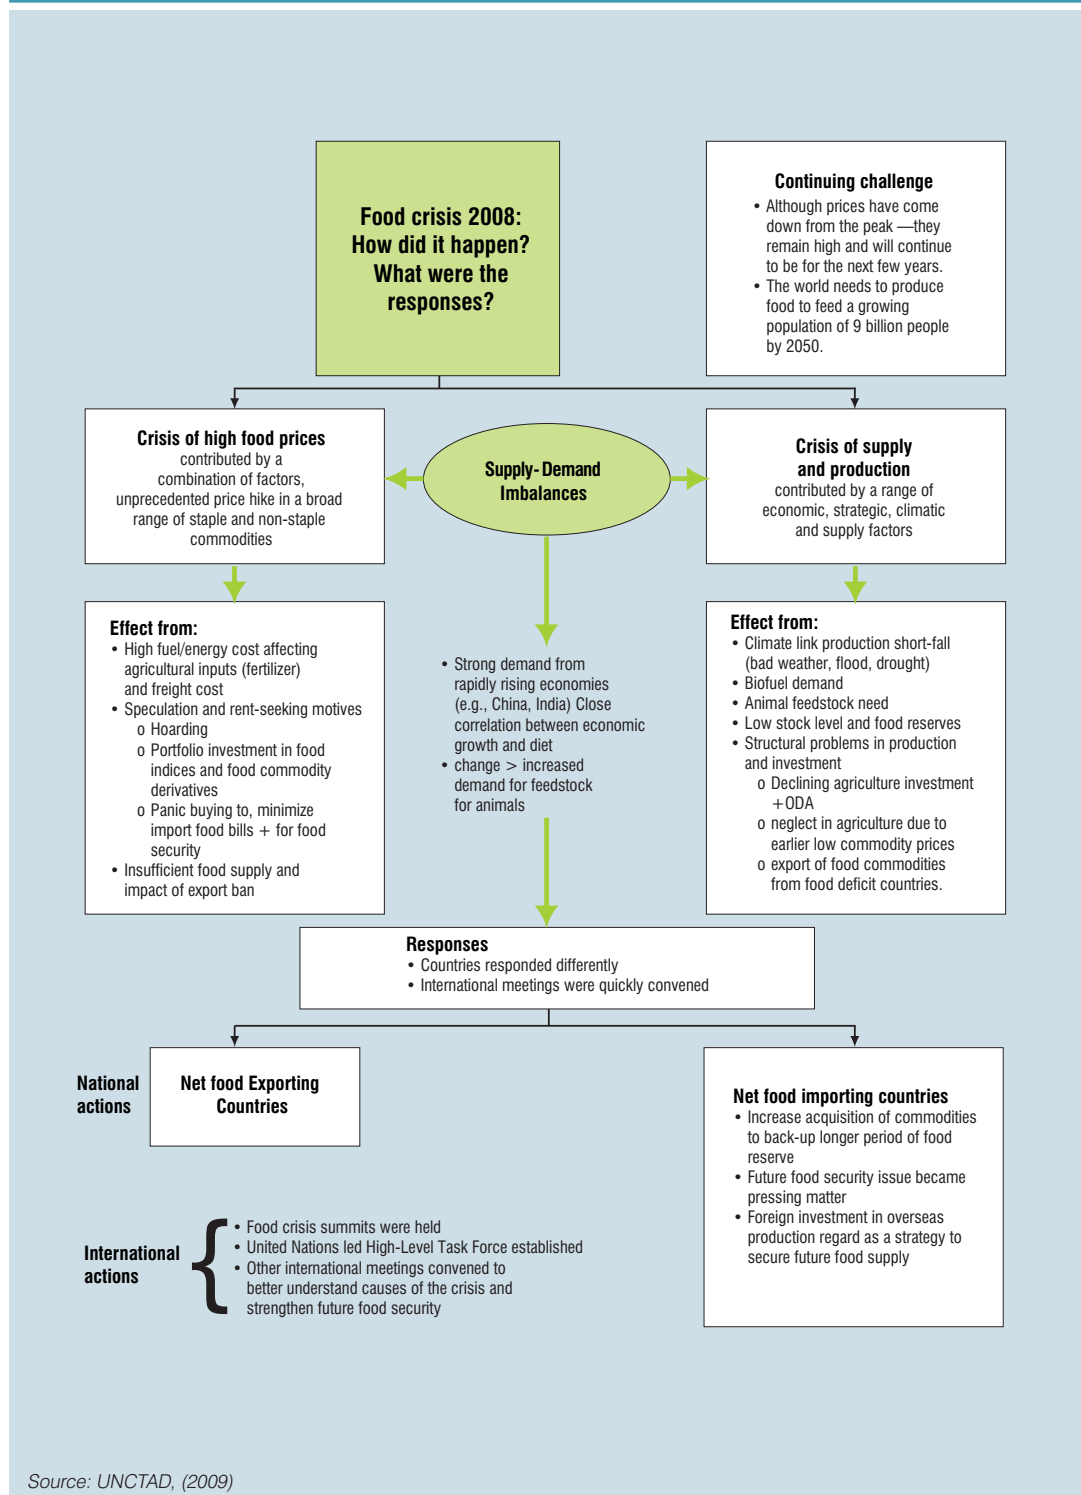 Food crisis 2008:
How did it happen?
What were the
responses?
Continuing challenge
• Although prices have come
down from the peak —they
remain high and will continue
to be for the next few years.
• The world needs to produce
food to feed a growing
population of 9 billion people
by 2050.
Crisis of high food prices
contributed by a
combination of factors,
unprecedented price hike in a broad
range of staple and non-staple
commodities
Supply- Demand
Imbalances
Crisis of supply
and production
contributed by a range of
economic, strategic, climatic
and supply factors
Effect from:
• High fuel/energy cost affecting
agricultural inputs (fertilizer)
and freight cost
• Speculation and rent-seeking motives
o Hoarding
o Portfolio investment in food
indices and food commodity
derivatives
o Panic buying to, minimize
import food bills + for food
security
• Insufficient food supply and
impact of export ban
• Strong demand from
rapidly rising economies
(e.g., China, India) Close
correlation between economic
growth and diet
• change > increased
demand for feedstock
for animals
Effect from:
• Climate link production short-fall
(bad weather, flood, drought)
• Biofuel demand
• Animal feedstock need
• Low stock level and food reserves
• Structural problems in production
and investment
o Declining agriculture investment
+ODA
o neglect in agriculture due to
earlier low commodity prices
o export of food commodities
from food deficit countries.
Responses
• Countries responded differently
• International meetings were quickly convened
National
actions
Net food Exporting
Countries
Net food importing countries
• Increase acquisition of commodities
to back-up longer period of food
reserve
• Future food security issue became
pressing matter
• Foreign investment in overseas
production regard as a strategy to
secure future food supply
International
actions
• Food crisis summits were held
• United Nations led High-Level Task Force established
• Other international meetings convened to
better understand causes of the crisis and
strengthen future food security
Source: UNCTAD, (2009)